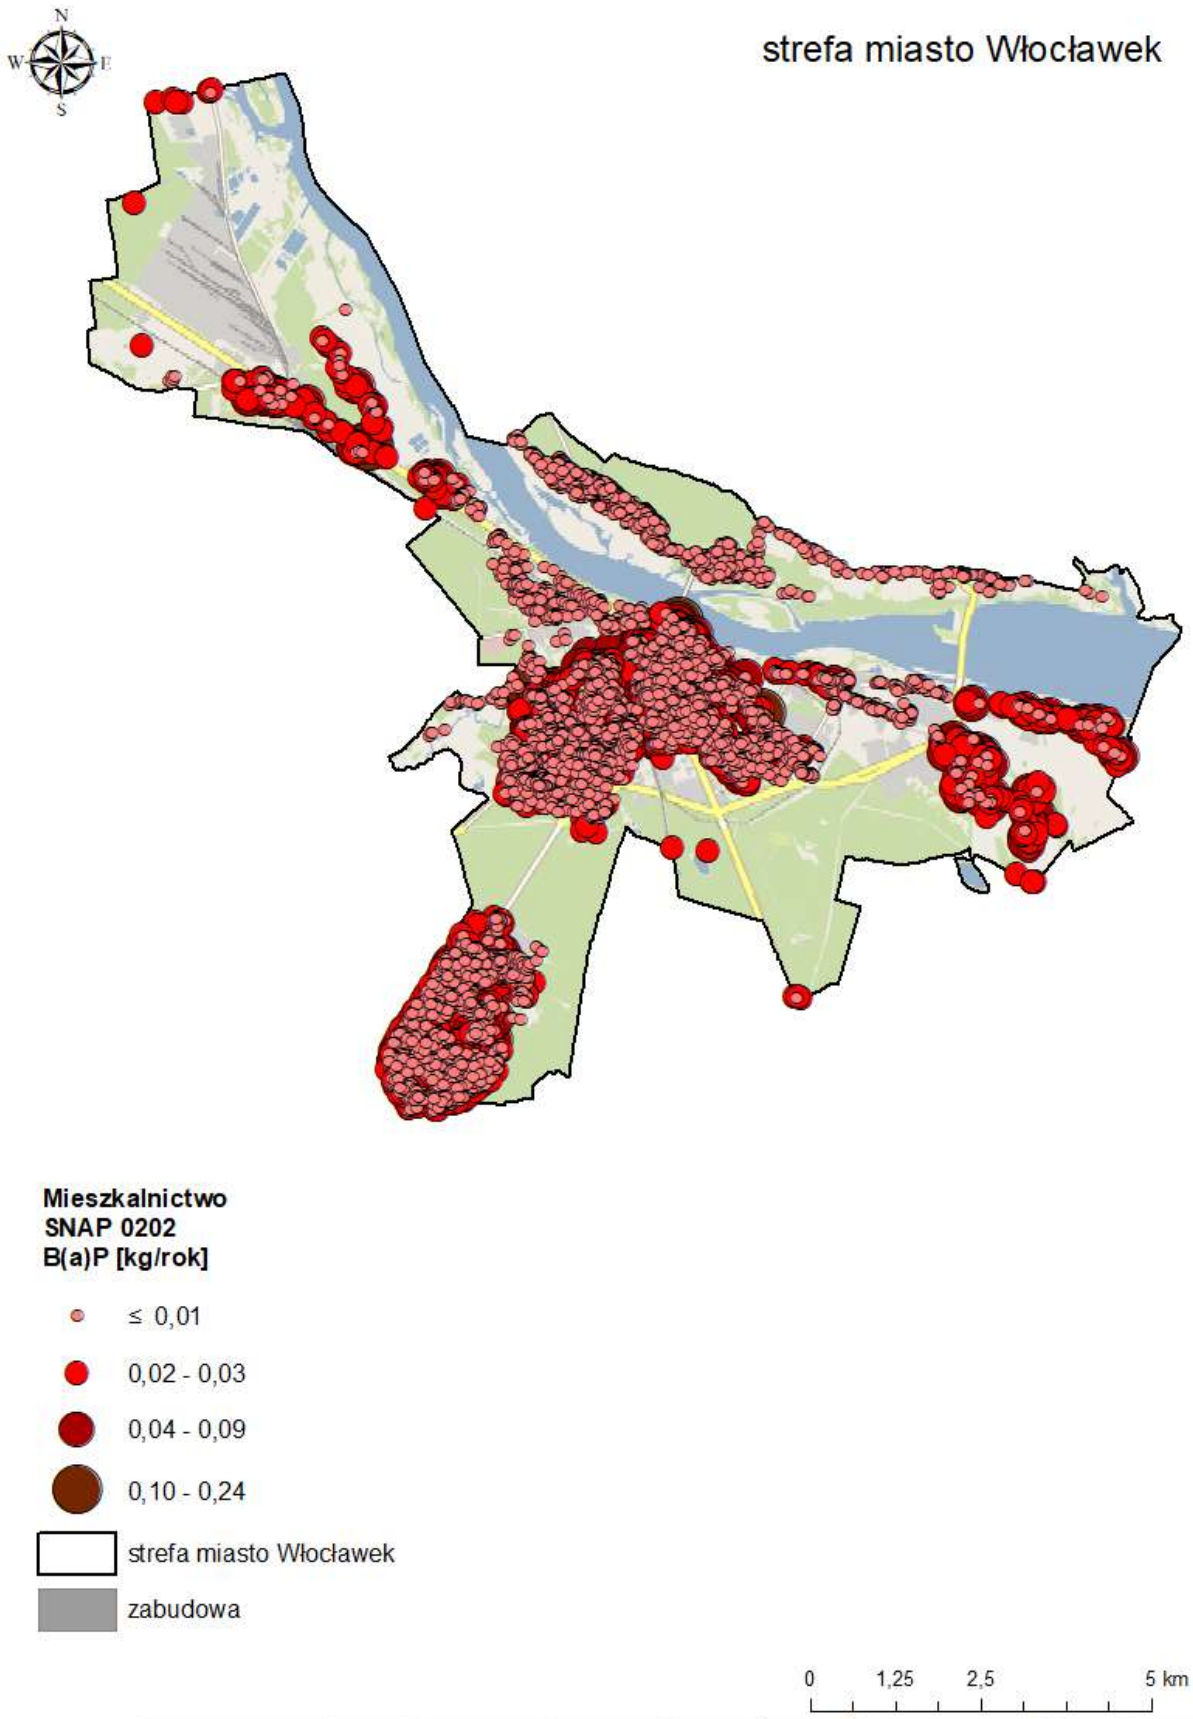 N
W E
S
strefa miasto Włocławek
Mieszkalnictwo
SNAP 0202
B(a)P [kg/rok]
≤ 0,01
0,02 - 0,03
0,04 - 0,09
0,10 - 0,24
strefa miasto Włocławek
zabudowa
0 1,25 2,5 5 km